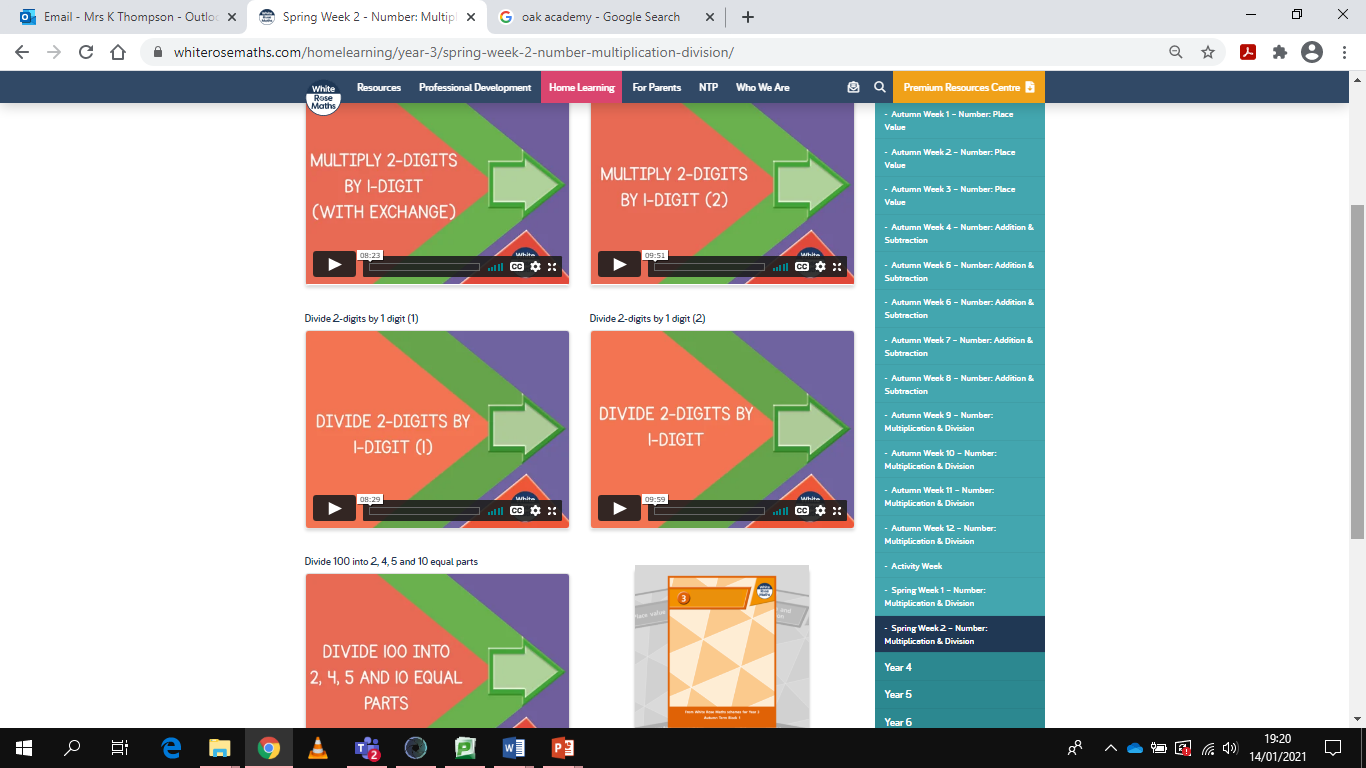 Email - Mrs K Thompson - Outlo
Spring Week 2 - Number: Multipl
oak academy - Google Search
whiterosemaths.com/homelearning/year-3/spring-week-2-number-multiplication-division/
White Rose Maths
Resources
Professional Development
Home Learning
For Parents
NTP
Who We Are
Premium Resources Centre
MULTIPLY 2-DIGITS
BY 1-DIGIT
(WITH EXCHANGE)
08:23
CC
MULTIPLY 2-DIGITS
BY 1-DIGIT (2)
09:51
CC
Divide 2-digits by 1 digit (1)
DIVIDE 2-DIGITS BY
1-DIGIT (1)
White
08:29
CC
Divide 2-digits by 1 digit (2)
DIVIDE 2-DIGITS BY
1-DIGIT
White
09:59
CC
Divide 100 into 2, 4, 5 and 10 equal parts
DIVIDE 100 INTO
2, 4, 5 AND 10 EQUAL
PARTS
3
White Rose Maths
- Autumn Week 1 – Number: Place
Value
- Autumn Week 2 – Number: Place
Value
- Autumn Week 3 – Number: Place
Value
- Autumn Week 4 – Number: Addition &
Subtraction
- Autumn Week 6 – Number: Addition &
Subtraction
- Autumn Week 6 – Number: Addition &
Subtraction
- Autumn Week 7 – Number: Addition &
Subtraction
- Autumn Week 8 – Number: Addition &
Subtraction
- Autumn Week 9 – Number:
Multiplication & Division
- Autumn Week 10 – Number:
Multiplication & Division
- Autumn Week 11 – Number:
Multiplication & Division
- Autumn Week 12 – Number:
Multiplication & Division
- Activity Week
- Spring Week 1 – Number:
Multiplication & Division
- Spring Week 2 – Number:
Multiplication & Division
Year 4
Year 5
Year 6
2
19:20
14/01/2021